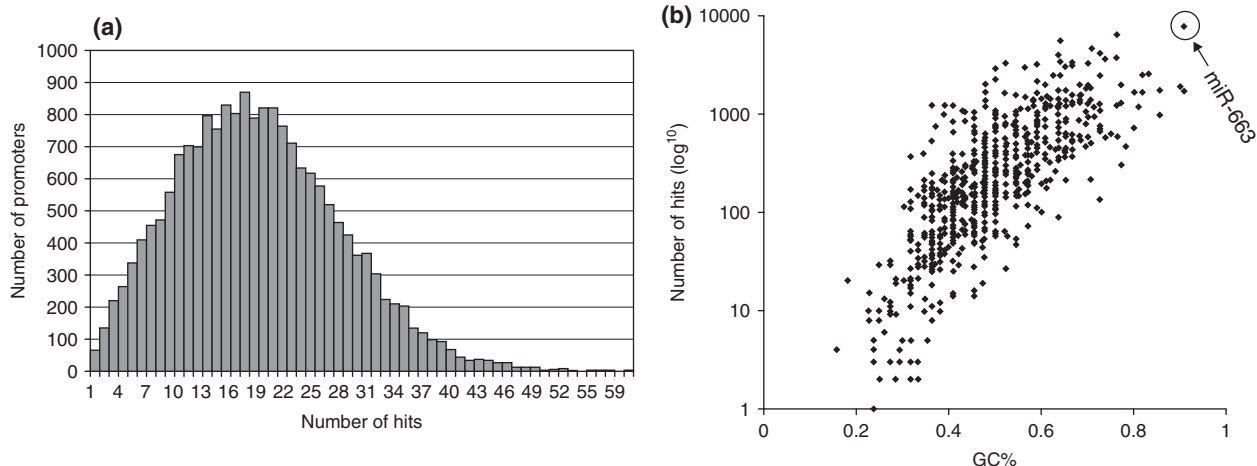 (a)
1000
900
800
700
600
500
400
300
200
100
0
Number of promoters
1 4 7 10 13 16 19 22 25 28 31 34 37 40 43 46 49 52 55 59
Number of hits
(b)
10000
1000
100
10
1
Number of hits (log¹⁰)
miR-663
0 0.2 0.4 0.6 0.8 1
GC%